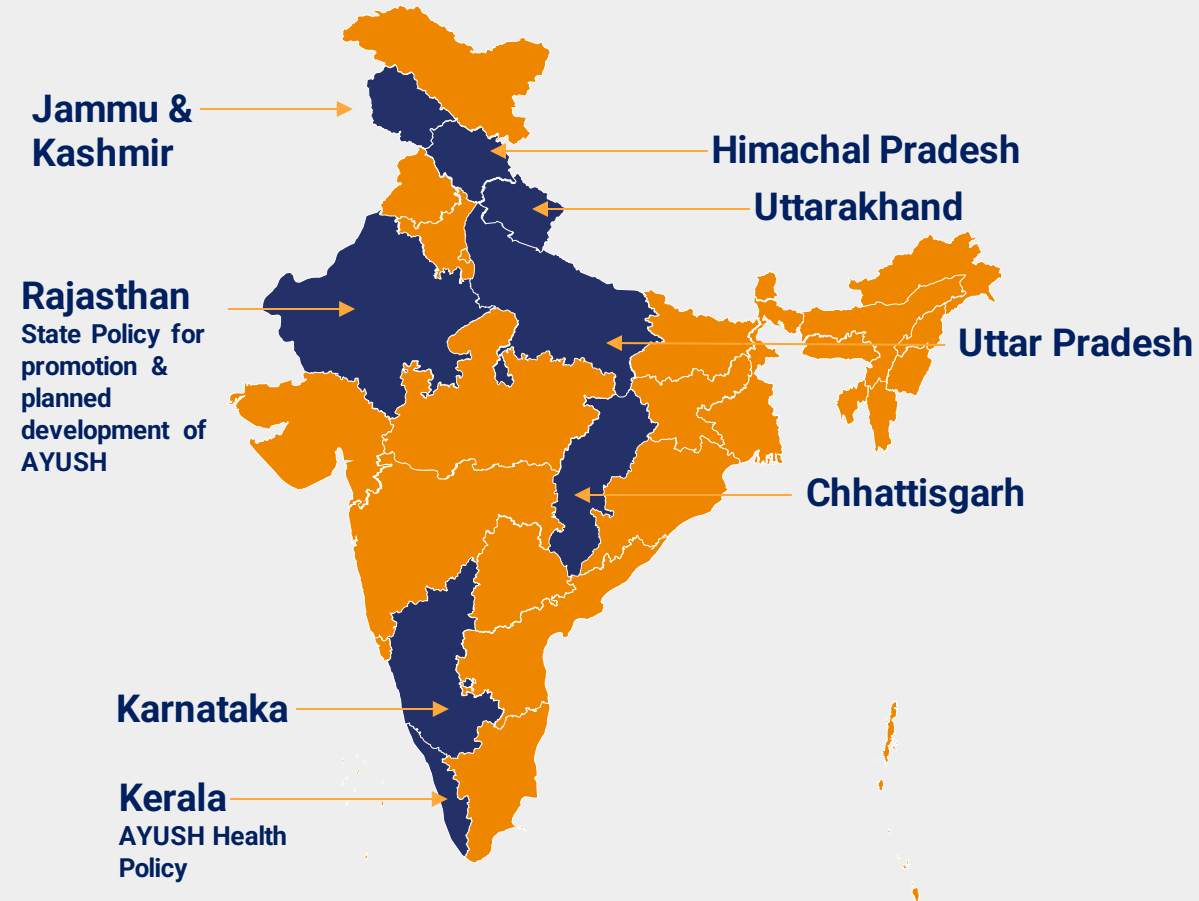 Jammu &
Kashmir
Himachal Pradesh
Uttarakhand
Rajasthan
State Policy for
promotion &
planned
development of
AYUSH
Uttar Pradesh
Chhattisgarh
Karnataka
Kerala
AYUSH Health
Policy